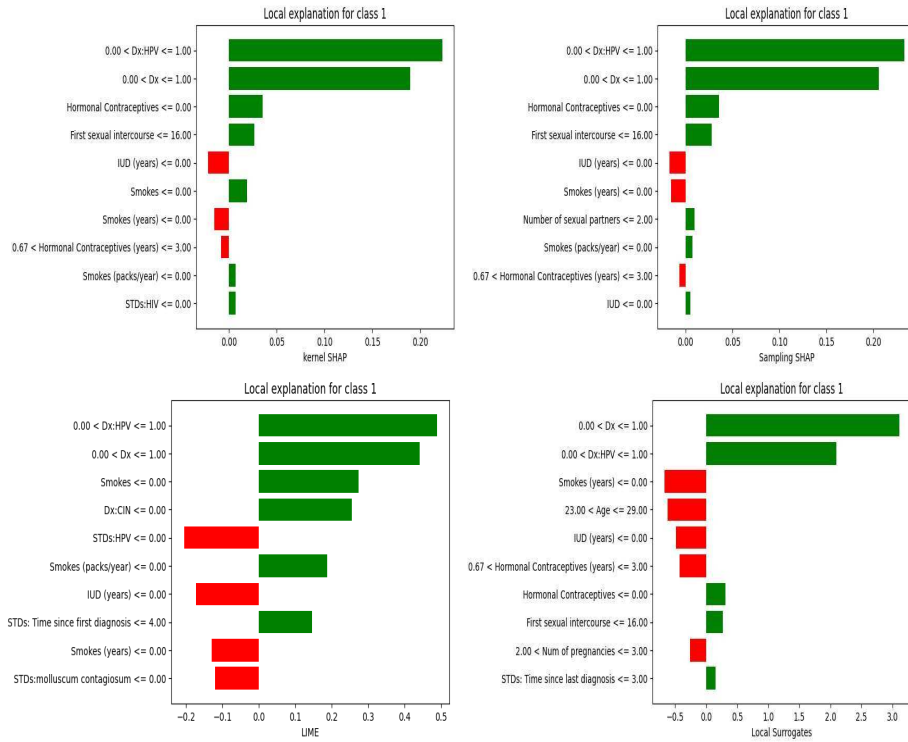 Local explanation for class 1
0.00 < Dx:HPV <= 1.00
0.00 < Dx <= 1.00
Hormonal Contraceptives <= 0.00
First sexual intercourse <= 16.00
IUD (years) <= 0.00
Smokes <= 0.00
Smokes (years) <= 0.00
0.67 < Hormonal Contraceptives (years) <= 3.00
Smokes (packs/year) <= 0.00
STDs:HIV <= 0.00
0.00 0.05 0.10 0.15 0.20
kernel SHAP
Local explanation for class 1
0.00 < Dx:HPV <= 1.00
0.00 < Dx <= 1.00
Hormonal Contraceptives <= 0.00
First sexual intercourse <= 16.00
IUD (years) <= 0.00
Smokes (years) <= 0.00
Number of sexual partners <= 2.00
Smokes (packs/year) <= 0.00
0.67 < Hormonal Contraceptives (years) <= 3.00
IUD <= 0.00
0.00 0.05 0.10 0.15 0.20
Sampling SHAP
Local explanation for class 1
0.00 < Dx:HPV <= 1.00
0.00 < Dx <= 1.00
Smokes <= 0.00
Dx:CIN <= 0.00
STDs:HPV <= 0.00
Smokes (packs/year) <= 0.00
IUD (years) <= 0.00
STDs: Time since first diagnosis <= 4.00
Smokes (years) <= 0.00
STDs:molluscum contagiosum <= 0.00
−0.2 −0.1 0.0 0.1 0.2 0.3 0.4 0.5
LIME
Local explanation for class 1
0.00 < Dx <= 1.00
0.00 < Dx:HPV <= 1.00
Smokes (years) <= 0.00
23.00 < Age <= 29.00
IUD (years) <= 0.00
0.67 < Hormonal Contraceptives (years) <= 3.00
Hormonal Contraceptives <= 0.00
First sexual intercourse <= 16.00
2.00 < Num of pregnancies <= 3.00
STDs: Time since last diagnosis <= 3.00
−0.5 0.0 0.5 1.0 1.5 2.0 2.5 3.0
Local Surrogates